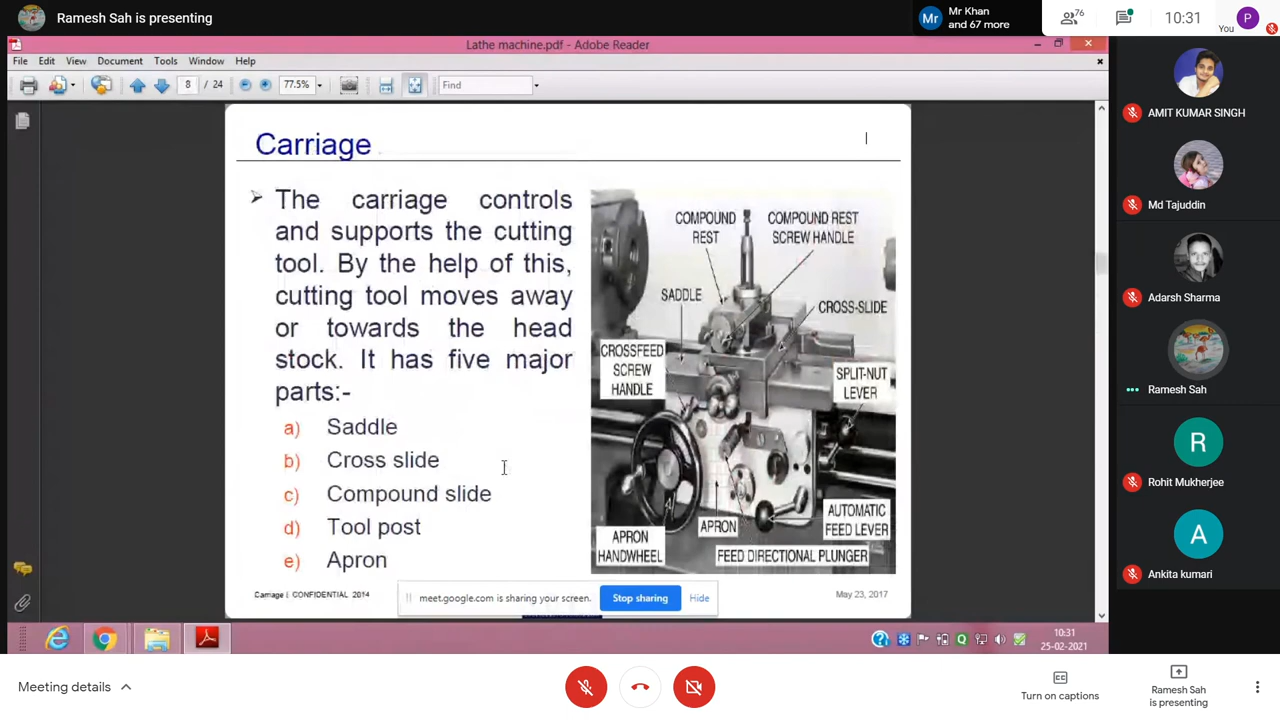 Ramesh Sah is presenting
Mr
Mr Khan
and 67 more
76
10:31
You
P
Lathe machine.pdf - Adobe Reader
File Edit View Document Tools Window Help
8 / 24 77.5% Find
Carriage
The carriage controls
and supports the cutting
tool. By the help of this,
cutting tool moves away
or towards the head
stock. It has five major
parts:-
a) Saddle
b) Cross slide
c) Compound slide
d) Tool post
e) Apron
COMPOUND
REST
COMPOUND REST
SCREW HANDLE
SADDLE
CROSS-SLIDE
CROSSFEED
SCREW
HANDLE
SPLIT-NUT
LEVER
APRON
HANDWHEEL
APRON
AUTOMATIC
FEED LEVER
FEED DIRECTIONAL PLUNGER
Carriage | CONFIDENTIAL 2014
May 23, 2017
meet.google.com is sharing your screen.
Stop sharing
Hide
10:31
25-02-2021
AMIT KUMAR SINGH
Md Tajuddin
Adarsh Sharma
Ramesh Sah
R
Rohit Mukherjee
A
Ankita kumari
Meeting details
Turn on captions
Ramesh Sah
is presenting